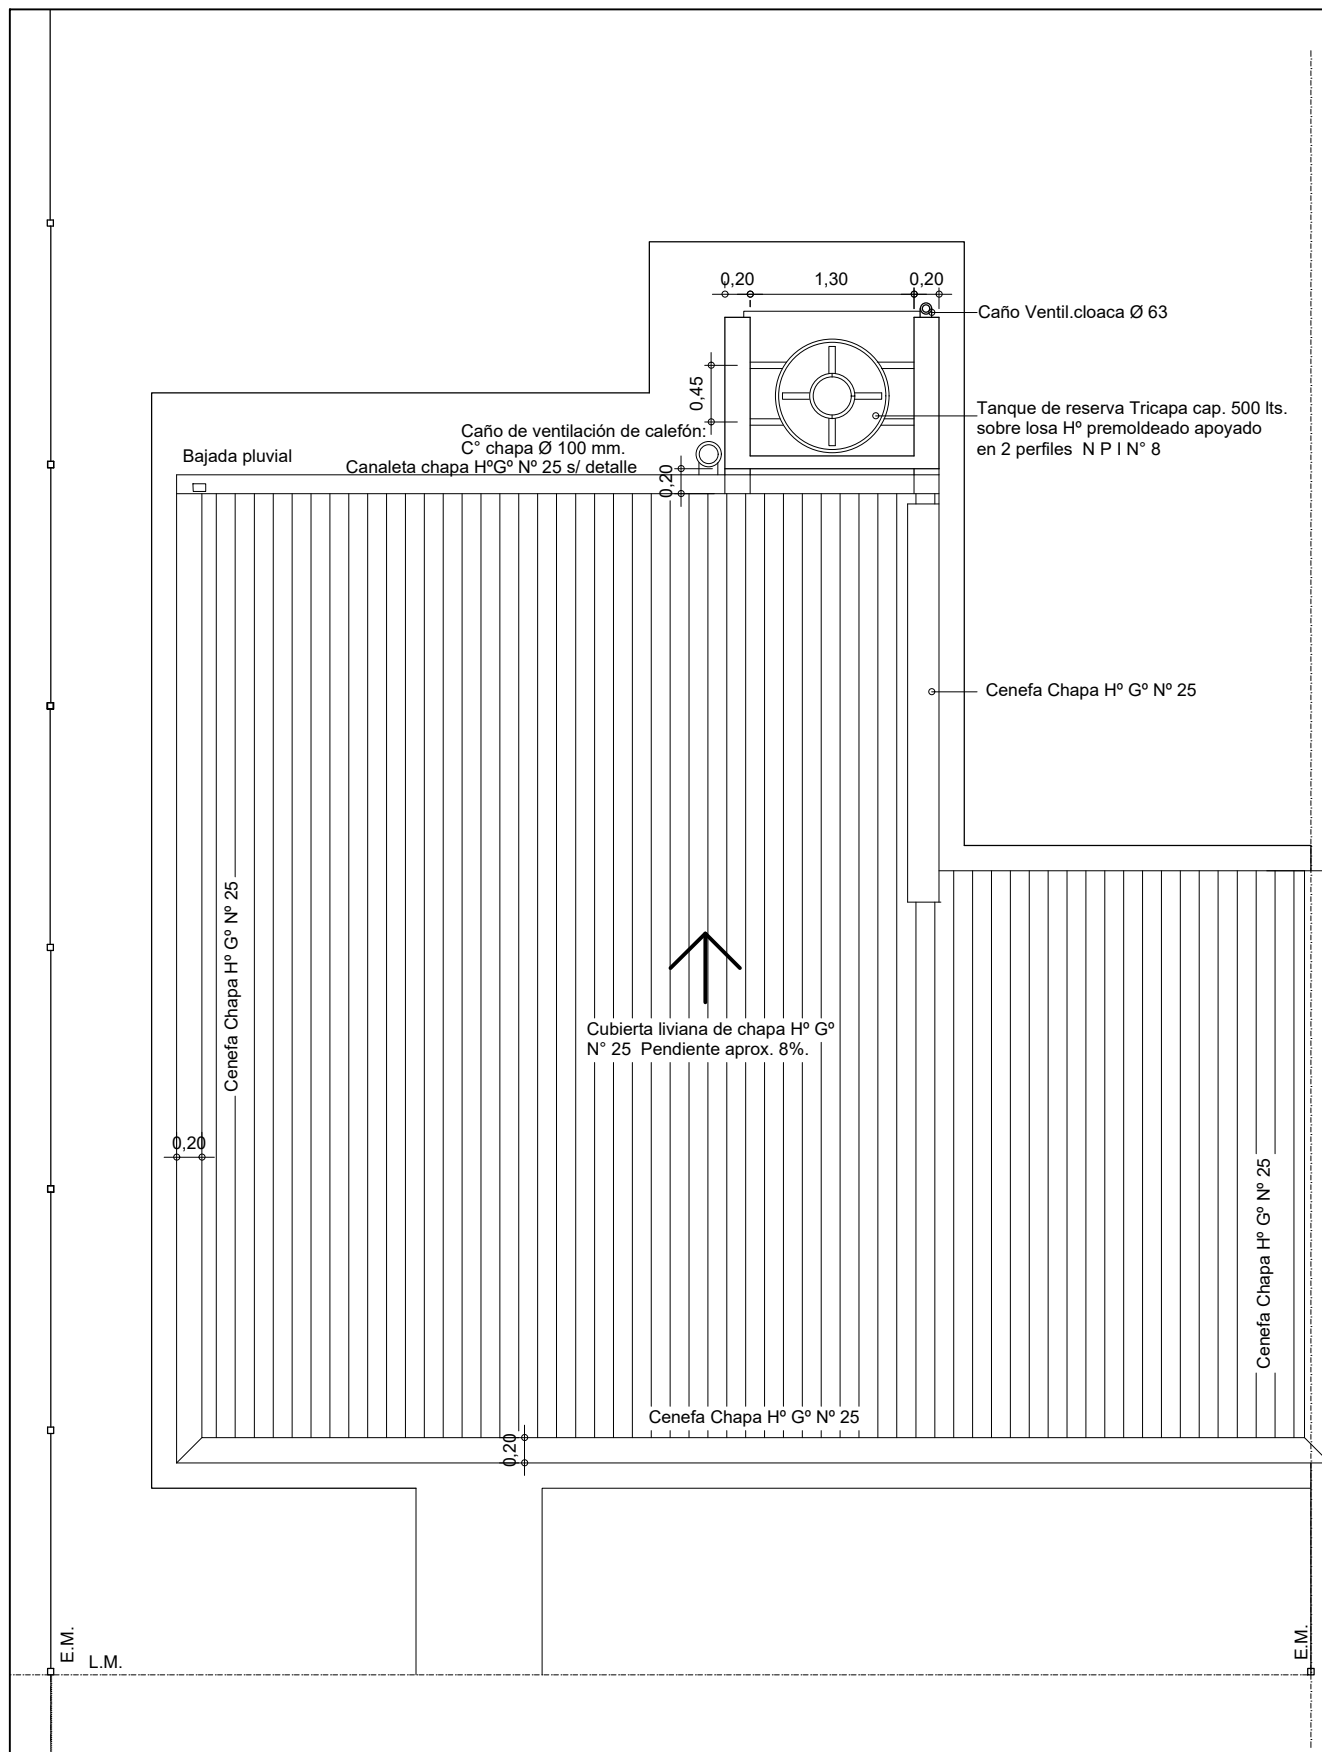 0,20
1,30
0,20
Caño Ventil.cloaca Ø 63
0,45
Tanque de reserva Tricapa cap. 500 lts.
sobre losa Hº premoldeado apoyado
en 2 perfiles N P I N° 8
Caño de ventilación de calefón:
C° chapa Ø 100 mm.
Bajada pluvial
Canaleta chapa HºGº Nº 25 s/ detalle
0,20
Cenefa Chapa Hº Gº Nº 25
Cenefa Chapa Hº Gº Nº 25
Cubierta liviana de chapa Hº Gº
N° 25 Pendiente aprox. 8%.
0,20
Cenefa Chapa Hº Gº Nº 25
Cenefa Chapa Hº Gº Nº 25
0,20
E.M.
L.M.
E.M.